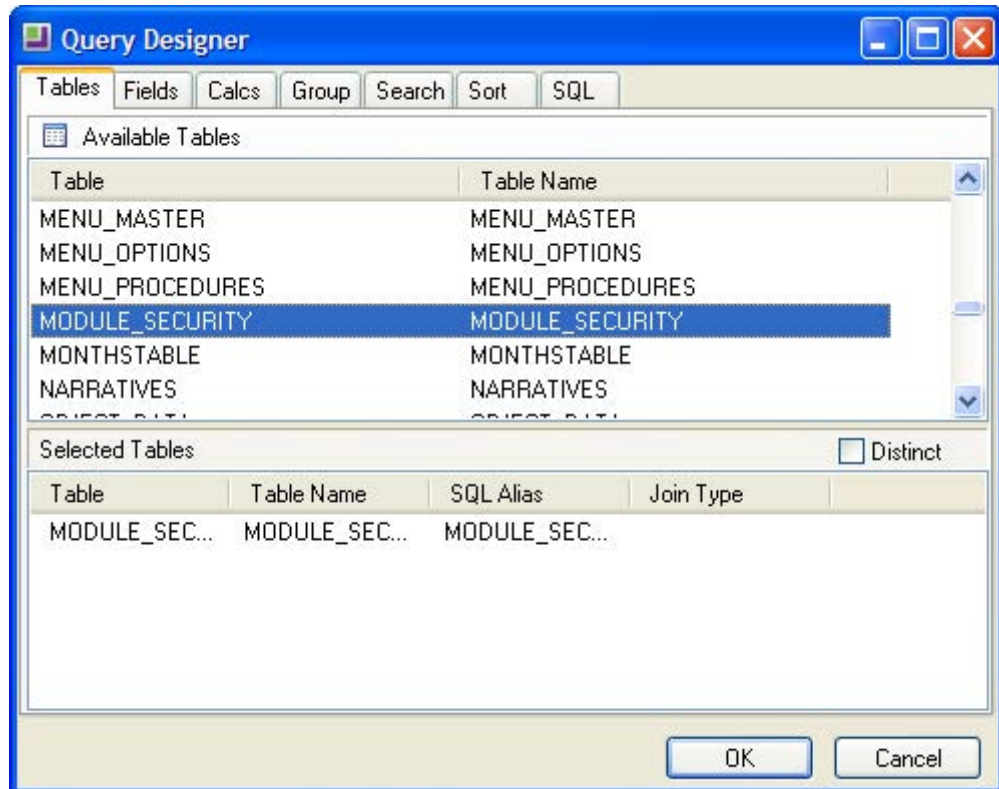 Query Designer
Tables Fields Calcs Group Search Sort SQL
Available Tables
Table Table Name
MENU_MASTER MENU_MASTER
MENU_OPTIONS MENU_OPTIONS
MENU_PROCEDURES MENU_PROCEDURES
MODULE_SECURITY MODULE_SECURITY
MONTHSTABLE MONTHSTABLE
NARRATIVES NARRATIVES
Selected Tables Distinct
Table Table Name SQL Alias Join Type
MODULE_SEC... MODULE_SEC... MODULE_SEC...
OK Cancel